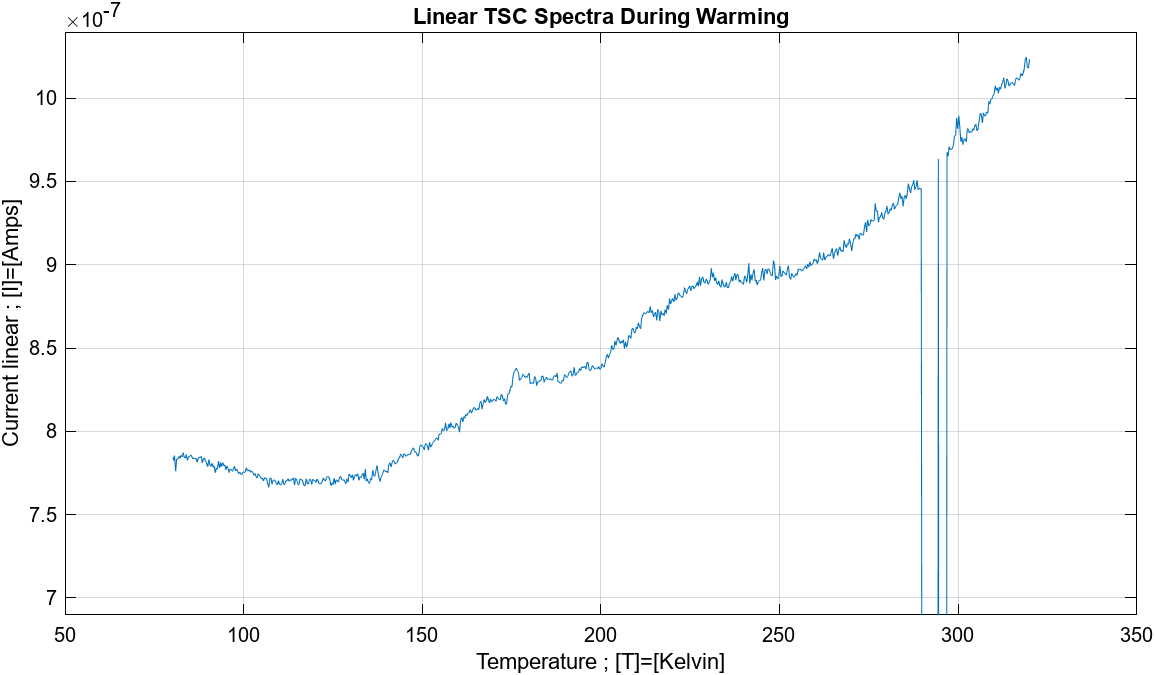 Linear TSC Spectra During Warming
×10-7
10
9.5
9
8.5
8
7.5
7
Current linear ; [I]=[Amps]
50 100 150 200 250 300 350
Temperature ; [T]=[Kelvin]